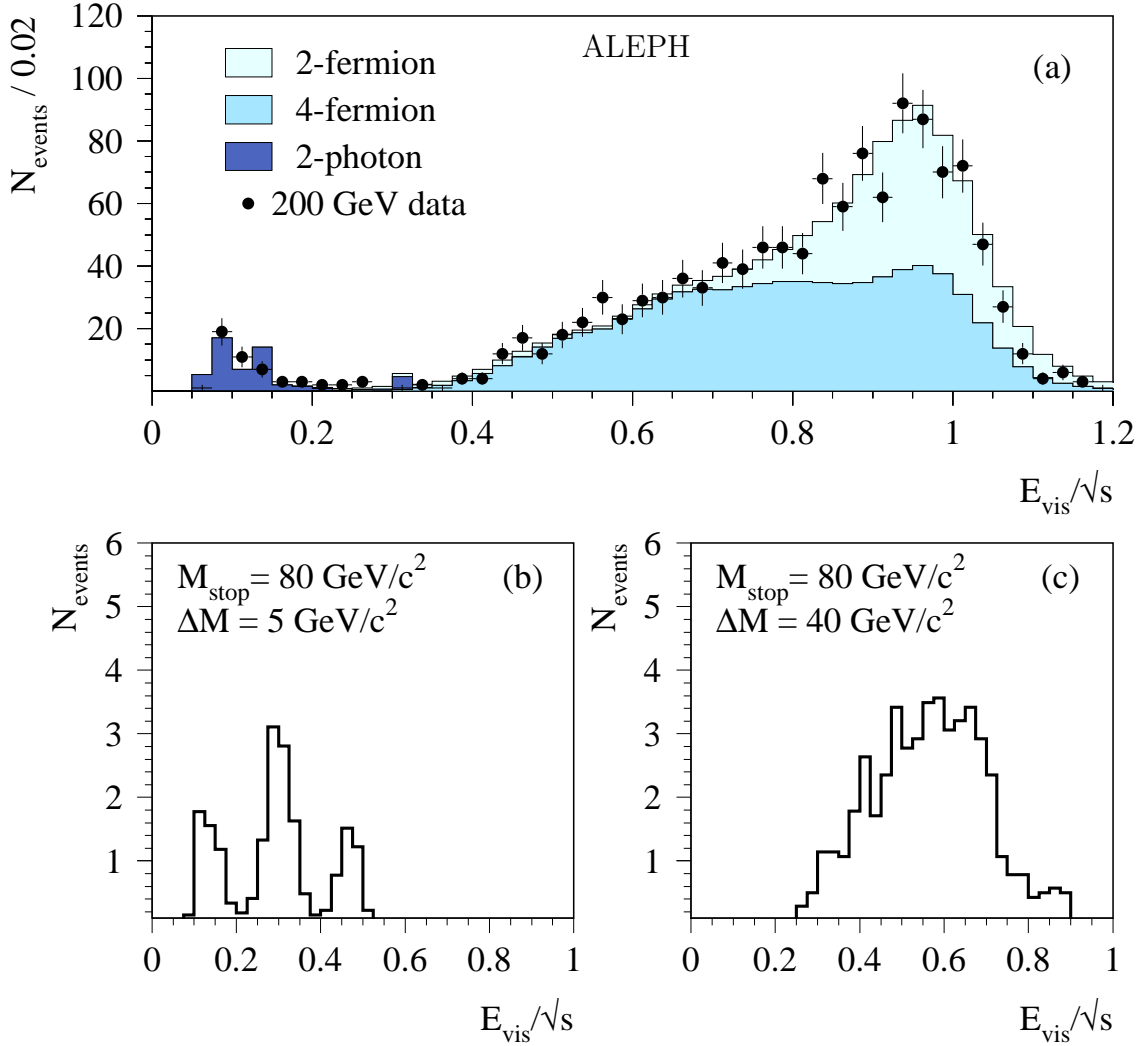 N_events / 0.02
120
100
80
60
40
20
ALEPH
(a)
2-fermion
4-fermion
2-photon
200 GeV data
0 0.2 0.4 0.6 0.8 1 1.2
E_vis/√s
N_events
6
5
4
3
2
1
M_stop= 80 GeV/c²
(b)
ΔM = 5 GeV/c²
0 0.2 0.4 0.6 0.8 1
E_vis/√s
N_events
6
5
4
3
2
1
M_stop= 80 GeV/c²
(c)
ΔM = 40 GeV/c²
0 0.2 0.4 0.6 0.8 1
E_vis/√s